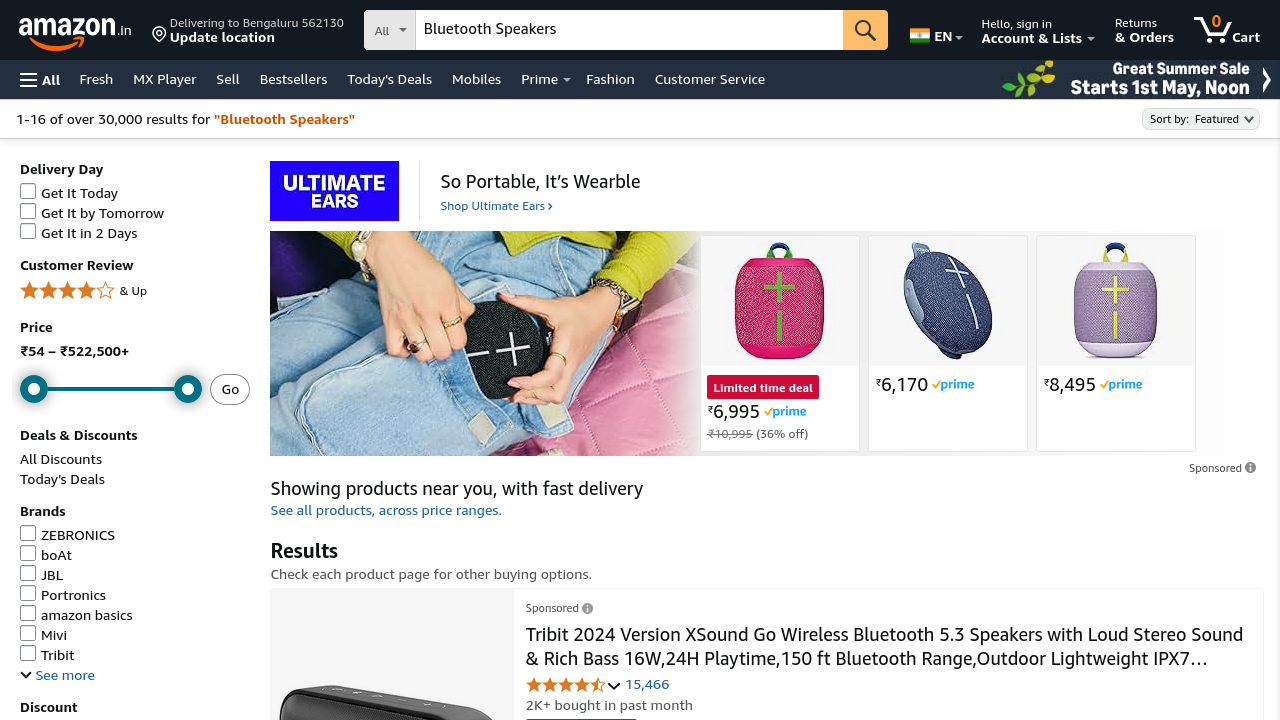 amazon.in
Delivering to Bengaluru 562130
Update location
All
Bluetooth Speakers
EN
Hello, sign in
Account & Lists
Returns
& Orders
0
Cart
All
Fresh
MX Player
Sell
Bestsellers
Today's Deals
Mobiles
Prime
Fashion
Customer Service
Great Summer Sale
Starts 1st May, Noon
1-16 of over 30,000 results for "Bluetooth Speakers"
Sort by: Featured
Delivery Day
Get It Today
Get It by Tomorrow
Get It in 2 Days
Customer Review
& Up
Price
₹54 – ₹522,500+
Go
Deals & Discounts
All Discounts
Today's Deals
Brands
ZEBRONICS
boAt
JBL
Portronics
amazon basics
Mivi
Tribit
See more
Discount
ULTIMATE
EARS
So Portable, It’s Wearable
Shop Ultimate Ears
Limited time deal
₹6,995 prime
₹10,995 (36% off)
₹6,170 prime
₹8,495 prime
Sponsored
Showing products near you, with fast delivery
See all products, across price ranges.
Results
Check each product page for other buying options.
Sponsored
Tribit 2024 Version XSound Go Wireless Bluetooth 5.3 Speakers with Loud Stereo Sound
& Rich Bass 16W,24H Playtime,150 ft Bluetooth Range,Outdoor Lightweight IPX7…
15,466
2K+ bought in past month